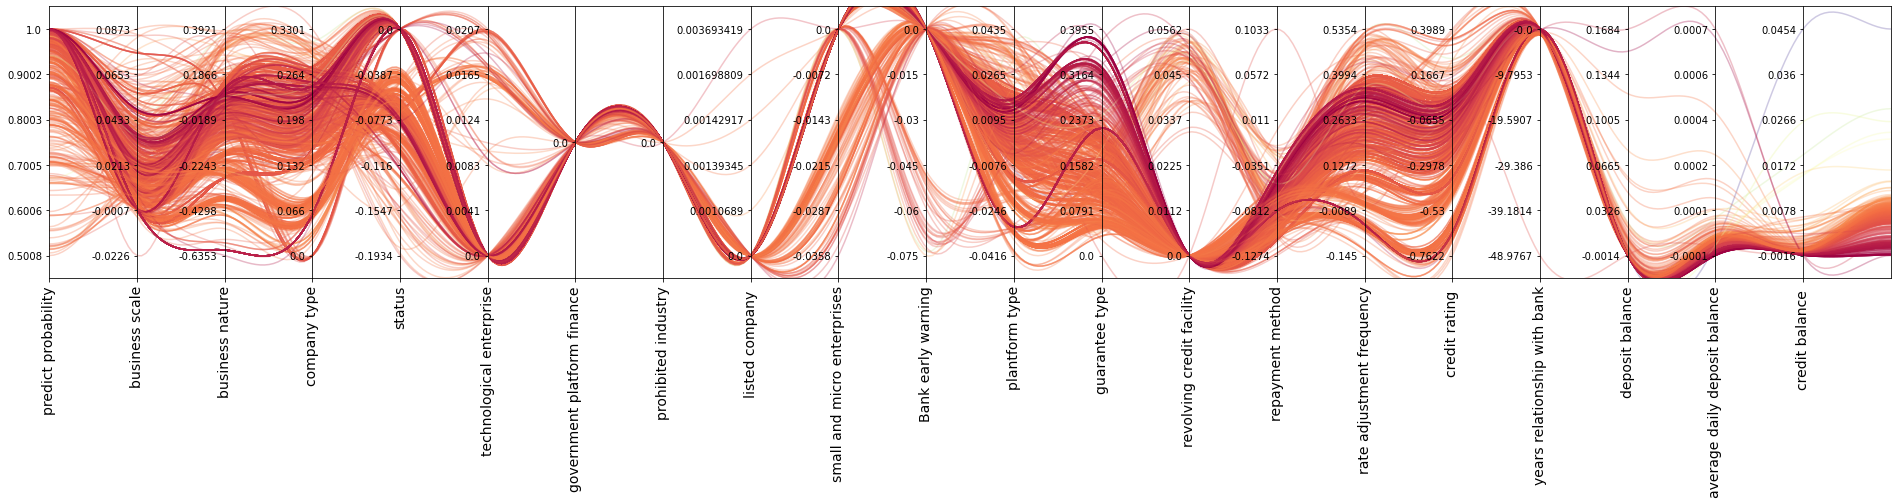 1.0 0.0873 0.3921 0.3301 0.0 0.0207 0.003693419 0.0 0.0 0.0435 0.3955 0.0562 0.1033 0.5354 0.3989 -0.0 0.1684 0.0007 0.0454
0.9002 0.0653 0.1866 0.264 -0.0387 0.0165 0.001698809 -0.0072 -0.015 0.0265 0.3164 0.045 0.0572 0.3994 0.1667 -9.7953 0.1344 0.0006 0.036
0.8003 0.0433 -0.0189 0.198 -0.0773 0.0124 0.00142917 -0.0143 -0.03 0.0095 0.2373 0.0337 0.011 0.2633 -0.0655 -19.5907 0.1005 0.0004 0.0266
0.0 0.0
0.7005 0.0213 -0.2243 0.132 -0.116 0.0083 0.00139345 -0.0215 -0.045 -0.0076 0.1582 0.0225 -0.0351 0.1272 -0.2978 -29.386 0.0665 0.0002 0.0172
0.6006 -0.0007 -0.4298 0.066 -0.1547 0.0041 0.0010689 -0.0287 -0.06 -0.0246 0.0791 0.0112 -0.0812 -0.0089 -0.53 -39.1814 0.0326 0.0001 0.0078
0.5008 -0.0226 -0.6353 0.0 -0.1934 0.0 0.0 -0.0358 -0.075 -0.0416 0.0 0.0 -0.1274 -0.145 -0.7622 -48.9767 -0.0014 -0.0001 -0.0016
predict probability
business scale
business nature
company type
status
technological enterprise
government platform finance
prohibited industry
listed company
small and micro enterprises
Bank early warning
plantform type
guarantee type
revolving credit facility
repayment method
rate adjustment frequency
credit rating
years relationship with bank
deposit balance
average daily deposit balance
credit balance